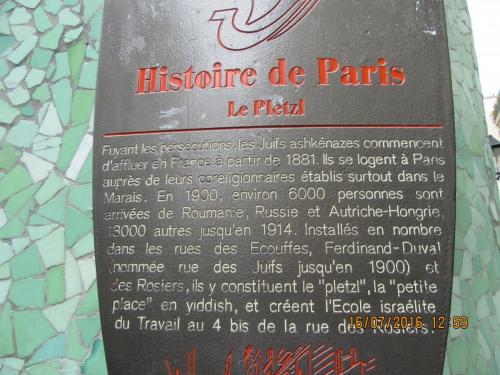 Histoire de Paris
Le Pletzl
Fuyant les persécutions, les Juifs ashkénazes commencent
d'affluer en France à partir de 1881. Ils se logent à Paris
auprès de leurs coreligionnaires établis surtout dans le
Marais. En 1900, environ 6000 personnes sont
arrivées de Roumanie, Russie et Autriche-Hongrie,
13000 autres jusqu'en 1914. Installés en nombre
dans les rues des Ecouffes, Ferdinand-Duval
(nommée rue des Juifs jusqu'en 1900) et
des Rosiers, ils y constituent le "pletzl", la "petite
place" en yiddish, et créent l'Ecole israélite
du Travail au 4 bis de la rue des Rosiers.
16/07/2016 12:59